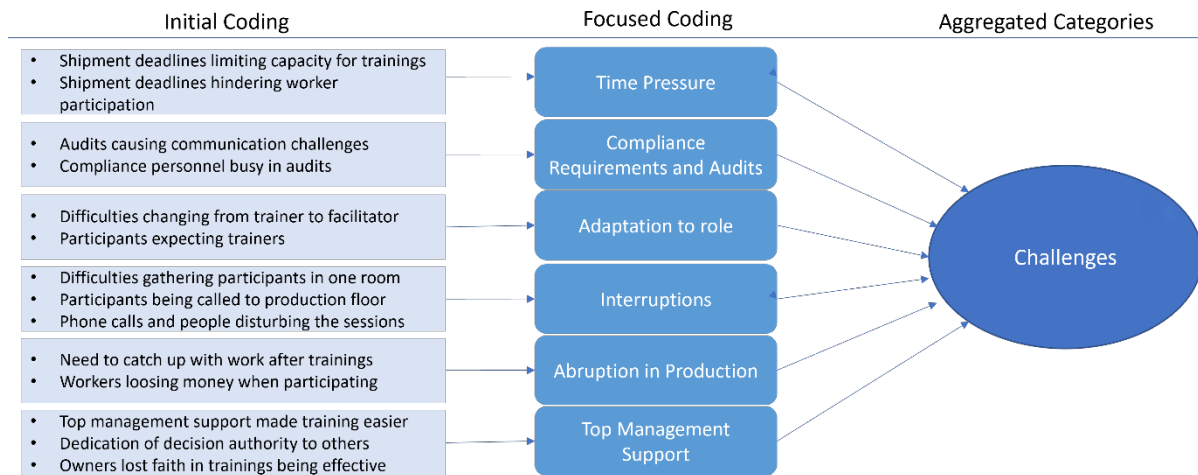 Initial Coding
Focused Coding
Aggregated Categories
• Shipment deadlines limiting capacity for trainings
• Shipment deadlines hindering worker
participation
Time Pressure
• Audits causing communication challenges
• Compliance personnel busy in audits
Compliance
Requirements and Audits
• Difficulties changing from trainer to facilitator
• Participants expecting trainers
Adaptation to role
Challenges
• Difficulties gathering participants in one room
• Participants being called to production floor
• Phone calls and people disturbing the sessions
Interruptions
• Need to catch up with work after trainings
• Workers loosing money when participating
Abruption in Production
• Top management support made training easier
• Dedication of decision authority to others
• Owners lost faith in trainings being effective
Top Management
Support